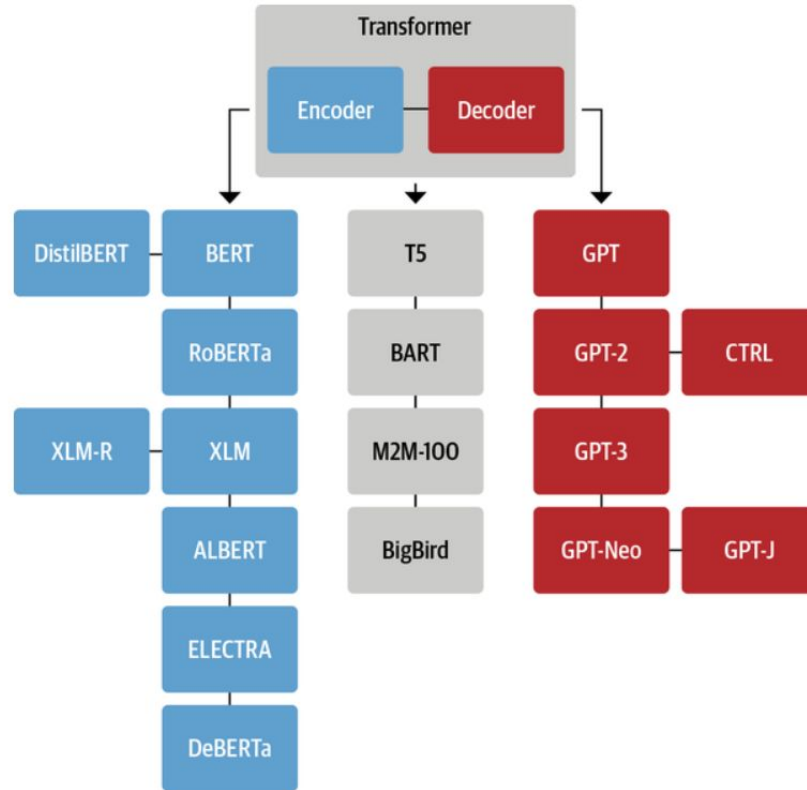 Transformer
Encoder
Decoder
DistilBERT
BERT
T5
GPT
RoBERTa
BART
GPT-2
CTRL
XLM-R
XLM
M2M-100
GPT-3
ALBERT
BigBird
GPT-Neo
GPT-J
ELECTRA
DeBERTa